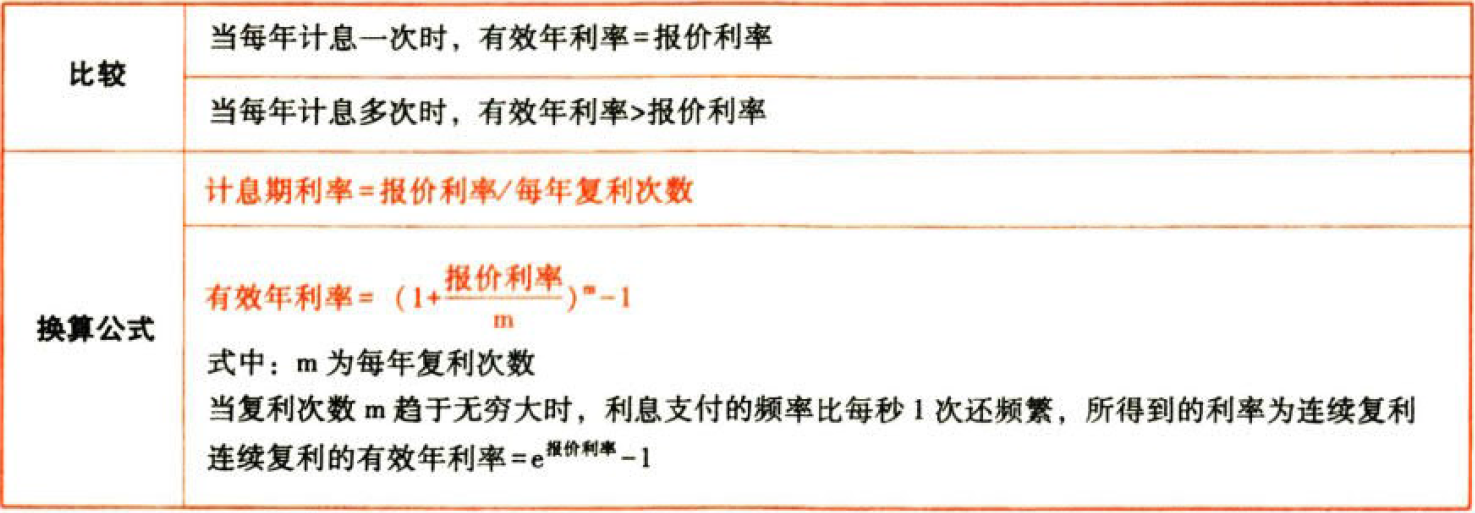 比较
当每年计息一次时，有效年利率=报价利率
当每年计息多次时，有效年利率>报价利率
换算公式
计息期利率=报价利率/每年复利次数
有效年利率=（1+报价利率/m）^m-1
式中：m 为每年复利次数
当复利次数 m 趋于无穷大时，利息支付的频率比每秒 1 次还频繁，所得到的利率为连续复利
连续复利的有效年利率=e^报价利率-1